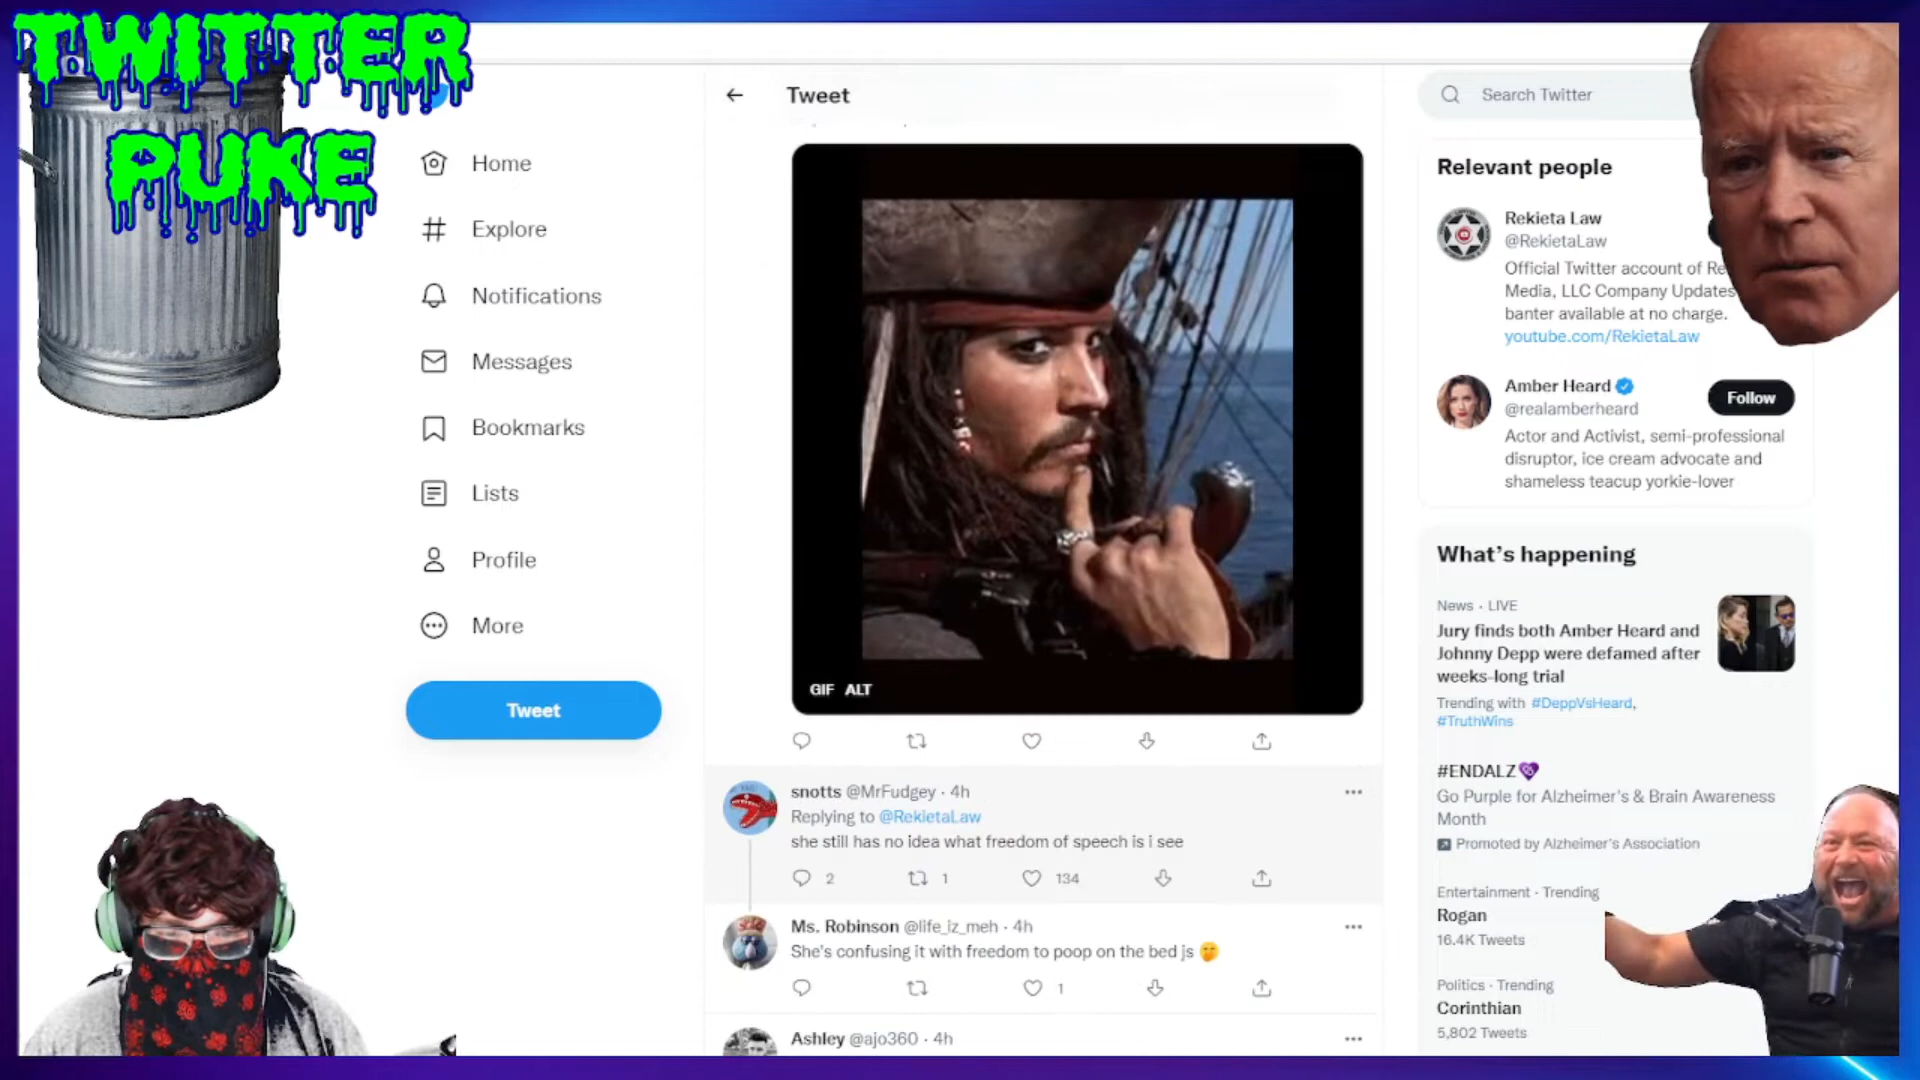 TWITTER
PUKE
Home
Explore
Notifications
Messages
Bookmarks
Lists
Profile
More
Tweet
Tweet
GIF ALT
snotts @MrFudgey · 4h
Replying to @RekietaLaw
she still has no idea what freedom of speech is i see
2 1 134
Ms. Robinson @life_iz_meh · 4h
She's confusing it with freedom to poop on the bed js 🤭
1
Ashley @ajo360 · 4h
Search Twitter
Relevant people
Rekieta Law
@RekietaLaw
Official Twitter account of Re
Media, LLC Company Updates
banter available at no charge.
youtube.com/RekietaLaw
Amber Heard
@realamberheard
Follow
Actor and Activist, semi-professional
disruptor, ice cream advocate and
shameless teacup yorkie-lover
What's happening
News · LIVE
Jury finds both Amber Heard and
Johnny Depp were defamed after
weeks-long trial
Trending with #DeppVsHeard,
#TruthWins
#ENDALZ💜
Go Purple for Alzheimer's & Brain Awareness
Month
Promoted by Alzheimer's Association
Entertainment · Trending
Rogan
16.4K Tweets
Politics · Trending
Corinthian
5,802 Tweets